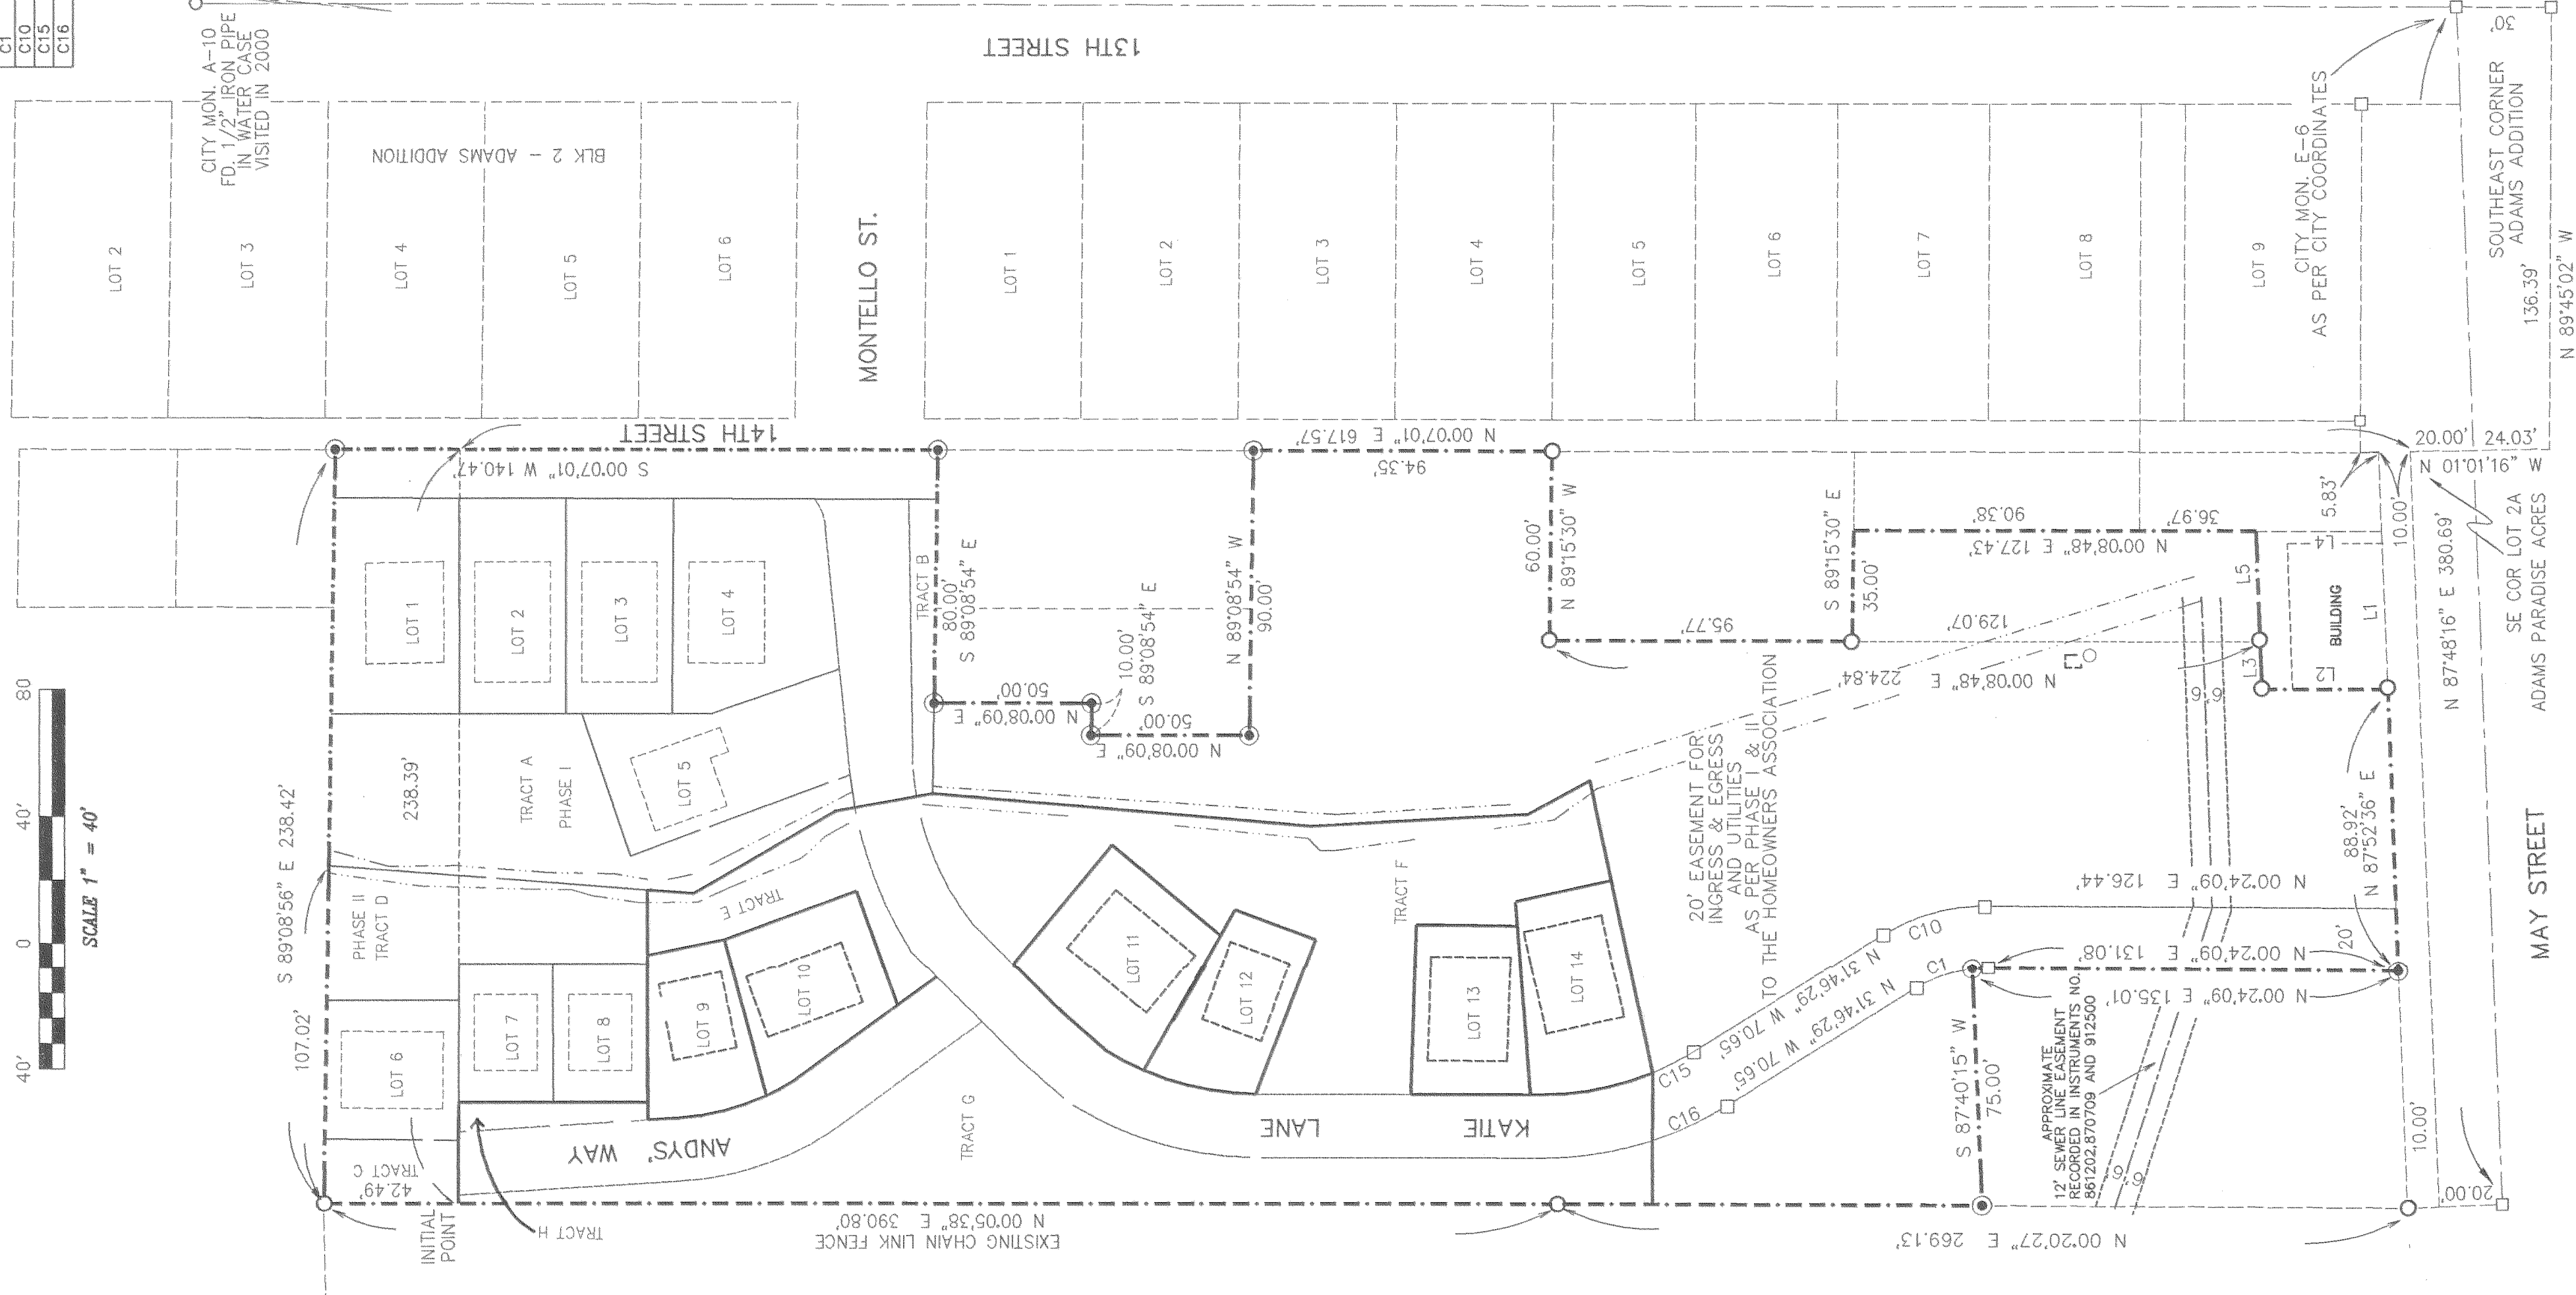 C1
C10
C15
C16
CITY MON. A-10
FD. 1/2" IRON PIPE
IN WATER CASE
VISITED IN 2000
13TH STREET
30'
LOT 2
LOT 3
LOT 4
LOT 5
LOT 6
BLK 2 - ADAMS ADDITION
MONTELLO ST.
LOT 1
LOT 2
LOT 3
LOT 4
LOT 5
LOT 6
LOT 7
LOT 8
LOT 9
CITY MON. E-6
AS PER CITY COORDINATES
SOUTHEAST CORNER
ADAMS ADDITION
136.39'
N 89°45'02" W
14TH STREET
S 00°07'01" W 140.47'
N 00°07'01" E 617.57'
94.35'
20.00'
24.03'
N 01°10'16" W
SE COR LOT 2A
ADAMS PARADISE ACRES
5.83'
10.00'
N 87°48'16" E 380.69'
80
40'
0
40'
SCALE 1" = 40'
S 89°08'56" E 238.42'
238.39'
107.02'
LOT 1
LOT 2
LOT 3
LOT 4
TRACT A
PHASE I
LOT 5
TRACT B
80.00'
S 89°08'54" E
N 00°08'09" E
50.00'
10.00'
S 89°08'54" E
N 00°08'09" E
50.00'
N 89°08'54" W
90.00'
60.00'
N 89°15'30" W
95.77'
S 89°15'30" E
35.00'
90.38'
N 00°08'48" E 127.43'
36.97'
129.07'
N 00°08'48" E 224.84'
L5
L3
L4
L1
L2
BUILDING
6'
6'
PHASE II
TRACT D
TRACT E
LOT 6
LOT 7
LOT 8
LOT 9
LOT 10
LOT 11
LOT 12
LOT 13
LOT 14
TRACT F
TRACT G
TRACT C
42.49'
TRACT H
INITIAL
POINT
ANDYS' WAY
KATIE LANE
N 00°05'38" E 390.80'
EXISTING CHAIN LINK FENCE
20' EASEMENT FOR
INGRESS & EGRESS
AND UTILITIES
AS PER PHASE I & II
TO THE HOMEOWNERS ASSOCIATION
C15
C16
N 31°46'29" W 70.65'
N 31°46'29" W 70.65'
C10
C1
N 00°24'09" E 126.44'
N 00°24'09" E 131.08'
20'
N 00°24'09" E 135.01'
88.92'
N 87°52'36" E
S 87°40'15" W
75.00'
APPROXIMATE
12' SEWER LINE EASEMENT
RECORDED IN INSTRUMENTS NO.
861202,870709 AND 912500
6'
6'
N 00°20'27" E 269.13'
10.00'
20.00'
MAY STREET